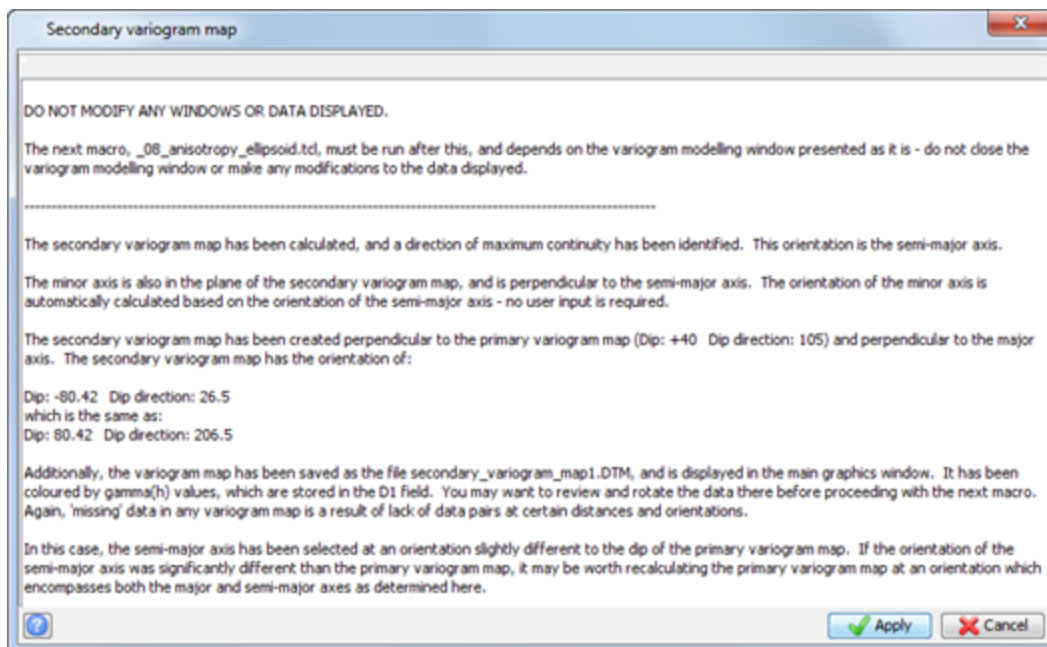 Secondary variogram map
DO NOT MODIFY ANY WINDOWS OR DATA DISPLAYED.
The next macro, _08_anisotropy_ellipsoid.tcl, must be run after this, and depends on the variogram modelling window presented as it is - do not close the
variogram modelling window or make any modifications to the data displayed.
--------------------------------------------------------------------------------------------------------------------------------
The secondary variogram map has been calculated, and a direction of maximum continuity has been identified.  This orientation is the semi-major axis.
The minor axis is also in the plane of the secondary variogram map, and is perpendicular to the semi-major axis.  The orientation of the minor axis is
automatically calculated based on the orientation of the semi-major axis - no user input is required.
The secondary variogram map has been created perpendicular to the primary variogram map (Dip: +40  Dip direction: 105) and perpendicular to the major
axis.  The secondary variogram map has the orientation of:
Dip: -80.42  Dip direction: 26.5
which is the same as:
Dip: 80.42  Dip direction: 206.5
Additionally, the variogram map has been saved as the file secondary_variogram_map1.DTM, and is displayed in the main graphics window.  It has been
coloured by gamma(h) values, which are stored in the D1 field.  You may want to review and rotate the data there before proceeding with the next macro.
Again, 'missing' data in any variogram map is a result of lack of data pairs at certain distances and orientations.
In this case, the semi-major axis has been selected at an orientation slightly different to the dip of the primary variogram map.  If the orientation of the
semi-major axis was significantly different than the primary variogram map, it may be worth recalculating the primary variogram map at an orientation which
encompasses both the major and semi-major axes as determined here.
Apply
Cancel